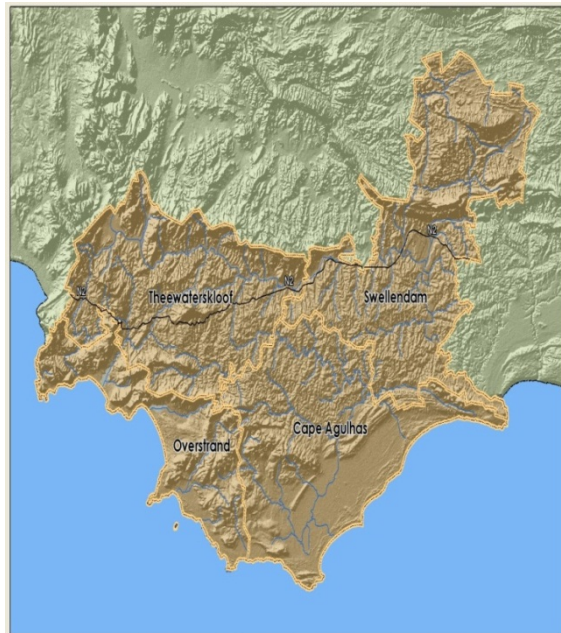 N2
N2
Theewaterskloof
N2
Swellendam
Overstrand
Cape Agulhas